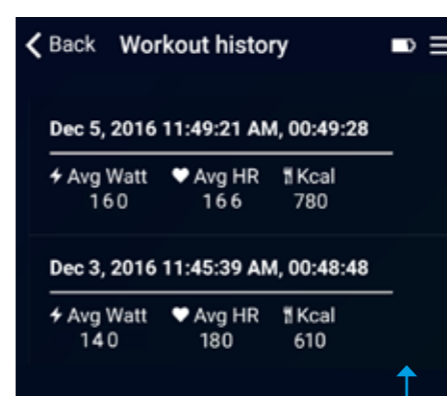 Back Workout history
Dec 5, 2016 11:49:21 AM, 00:49:28
Avg Watt Avg HR Kcal
160 166 780
Dec 3, 2016 11:45:39 AM, 00:48:48
Avg Watt Avg HR Kcal
140 180 610